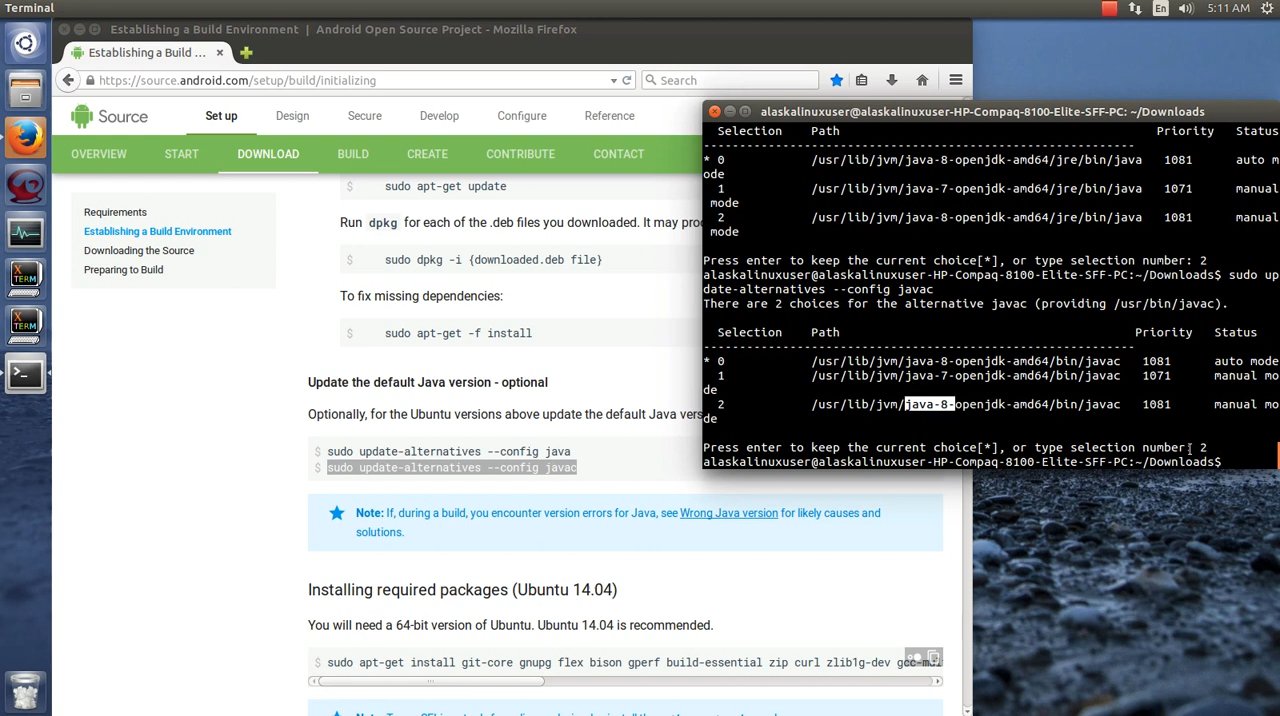 Terminal
En
5:11 AM
Establishing a Build Environment | Android Open Source Project - Mozilla Firefox
Establishing a Build ...
https://source.android.com/setup/build/initializing
Search
Source
Set up
Design
Secure
Develop
Configure
Reference
OVERVIEW
START
DOWNLOAD
BUILD
CREATE
CONTRIBUTE
CONTACT
Requirements
Establishing a Build Environment
Downloading the Source
Preparing to Build
$ sudo apt-get update
Run dpkg for each of the .deb files you downloaded. It may
$ sudo dpkg -i {downloaded.deb file}
To fix missing dependencies:
$ sudo apt-get -f install
Update the default Java version - optional
Optionally, for the Ubuntu versions above update the default Java
$ sudo update-alternatives --config java
$ sudo update-alternatives --config javac
Note: If, during a build, you encounter version errors for Java, see Wrong Java version for likely causes and
solutions.
Installing required packages (Ubuntu 14.04)
You will need a 64-bit version of Ubuntu. Ubuntu 14.04 is recommended.
$ sudo apt-get install git-core gnupg flex bison gperf build-essential zip curl zlib1g-dev
alaskalinuxuser@alaskalinuxuser-HP-Compaq-8100-Elite-SFF-PC: ~/Downloads
Selection Path Priority Status
------------------------------------------------------------
* 0 /usr/lib/jvm/java-8-openjdk-amd64/jre/bin/java 1081 auto m
ode
1 /usr/lib/jvm/java-7-openjdk-amd64/jre/bin/java 1071 manual
mode
2 /usr/lib/jvm/java-8-openjdk-amd64/jre/bin/java 1081 manual
mode
Press enter to keep the current choice[*], or type selection number: 2
alaskalinuxuser@alaskalinuxuser-HP-Compaq-8100-Elite-SFF-PC:~/Downloads$ sudo up
date-alternatives --config javac
There are 2 choices for the alternative javac (providing /usr/bin/javac).
Selection Path Priority Status
------------------------------------------------------------
* 0 /usr/lib/jvm/java-8-openjdk-amd64/bin/javac 1081 auto mode
1 /usr/lib/jvm/java-7-openjdk-amd64/bin/javac 1071 manual mo
de
2 /usr/lib/jvm/java-8-openjdk-amd64/bin/javac 1081 manual mo
de
Press enter to keep the current choice[*], or type selection number: 2
alaskalinuxuser@alaskalinuxuser-HP-Compaq-8100-Elite-SFF-PC:~/Downloads$
X
TERM
X
TERM
>_